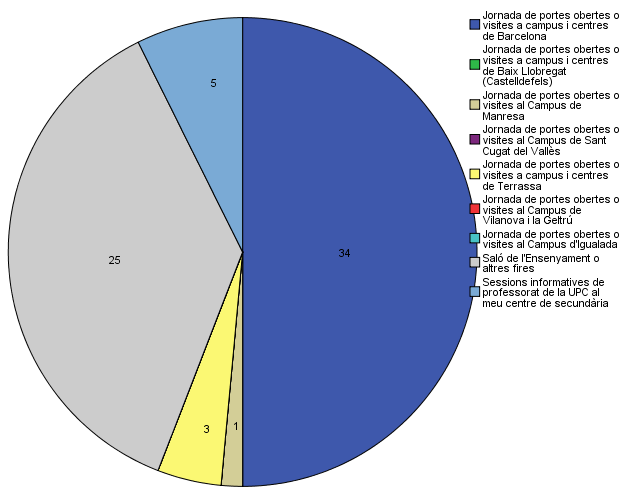 Jornada de portes obertes o
visites a campus i centres
de Barcelona
Jornada de portes obertes o
visites a campus i centres
de Baix Llobregat
(Castelldefels)
Jornada de portes obertes o
visites al Campus de
Manresa
Jornada de portes obertes o
visites al Campus de Sant
Cugat del Vallès
Jornada de portes obertes o
visites a campus i centres
de Terrassa
Jornada de portes obertes o
visites al Campus de
Vilanova i la Geltrú
Jornada de portes obertes o
visites al Campus d'Igualada
Saló de l'Ensenyament o
altres fires
Sessions informatives de
professorat de la UPC al
meu centre de secundària
5
34
25
3
1